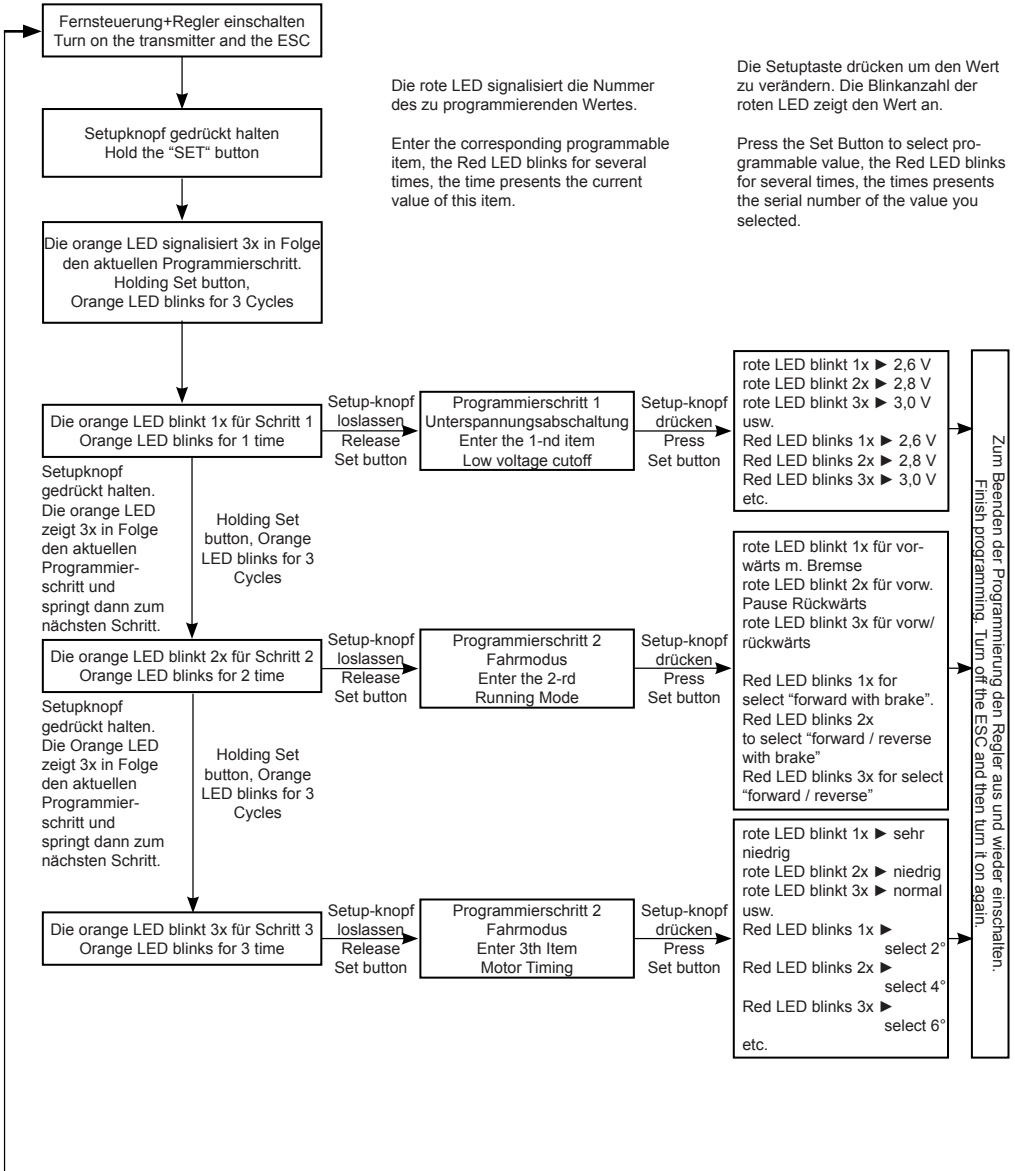 Fernsteuerung+Regler einschalten
Turn on the transmitter and the ESC
Setupknopf gedrückt halten
Hold the “SET“ button
Die orange LED signalisiert 3x in Folge
den aktuellen Programmierschritt.
Holding Set button,
Orange LED blinks for 3 Cycles
Die rote LED signalisiert die Nummer
des zu programmierenden Wertes.
Enter the corresponding programmable
item, the Red LED blinks for several
times, the time presents the current
value of this item.
Die Setuptaste drücken um den Wert
zu verändern. Die Blinkanzahl der
roten LED zeigt den Wert an.
Press the Set Button to select pro-
grammable value, the Red LED blinks
for several times, the times presents
the serial number of the value you
selected.
Die orange LED blinkt 1x für Schritt 1
Orange LED blinks for 1 time
Setup-knopf
loslassen
Release
Set button
Programmierschritt 1
Unterspannungsabschaltung
Enter the 1-nd item
Low voltage cutoff
Setup-knopf
drücken
Press
Set button
rote LED blinkt 1x ► 2,6 V
rote LED blinkt 2x ► 2,8 V
rote LED blinkt 3x ► 3,0 V
usw.
Red LED blinks 1x ► 2,6 V
Red LED blinks 2x ► 2,8 V
Red LED blinks 3x ► 3,0 V
etc.
Setupknopf
gedrückt halten.
Die orange LED
zeigt 3x in Folge
den aktuellen
Programmier-
schritt und
springt dann zum
nächsten Schritt.
Holding Set
button, Orange
LED blinks for 3
Cycles
Die orange LED blinkt 2x für Schritt 2
Orange LED blinks for 2 time
Setup-knopf
loslassen
Release
Set button
Programmierschritt 2
Fahrmodus
Enter the 2-rd
Running Mode
Setup-knopf
drücken
Press
Set button
rote LED blinkt 1x für vor-
wärts m. Bremse
rote LED blinkt 2x für vorw.
Pause Rückwärts
rote LED blinkt 3x für vorw/
rückwärts
Red LED blinks 1x for
select “forward with brake”.
Red LED blinks 2x
to select “forward / reverse
with brake”
Red LED blinks 3x for select
“forward / reverse”
Setupknopf
gedrückt halten.
Die Orange LED
zeigt 3x in Folge
den aktuellen
Programmier-
schritt und
springt dann zum
nächsten Schritt.
Holding Set
button, Orange
LED blinks for 3
Cycles
Die orange LED blinkt 3x für Schritt 3
Orange LED blinks for 3 time
Setup-knopf
loslassen
Release
Set button
Programmierschritt 2
Fahrmodus
Enter 3th Item
Motor Timing
Setup-knopf
drücken
Press
Set button
rote LED blinkt 1x ► sehr
niedrig
rote LED blinkt 2x ► niedrig
rote LED blinkt 3x ► normal
usw.
Red LED blinks 1x ►
select 2°
Red LED blinks 2x ►
select 4°
Red LED blinks 3x ►
select 6°
etc.
Zum Beenden der Programmierung den Regler aus und wieder einschalten.
Finish programming. Turn off the ESC and then turn it on again.